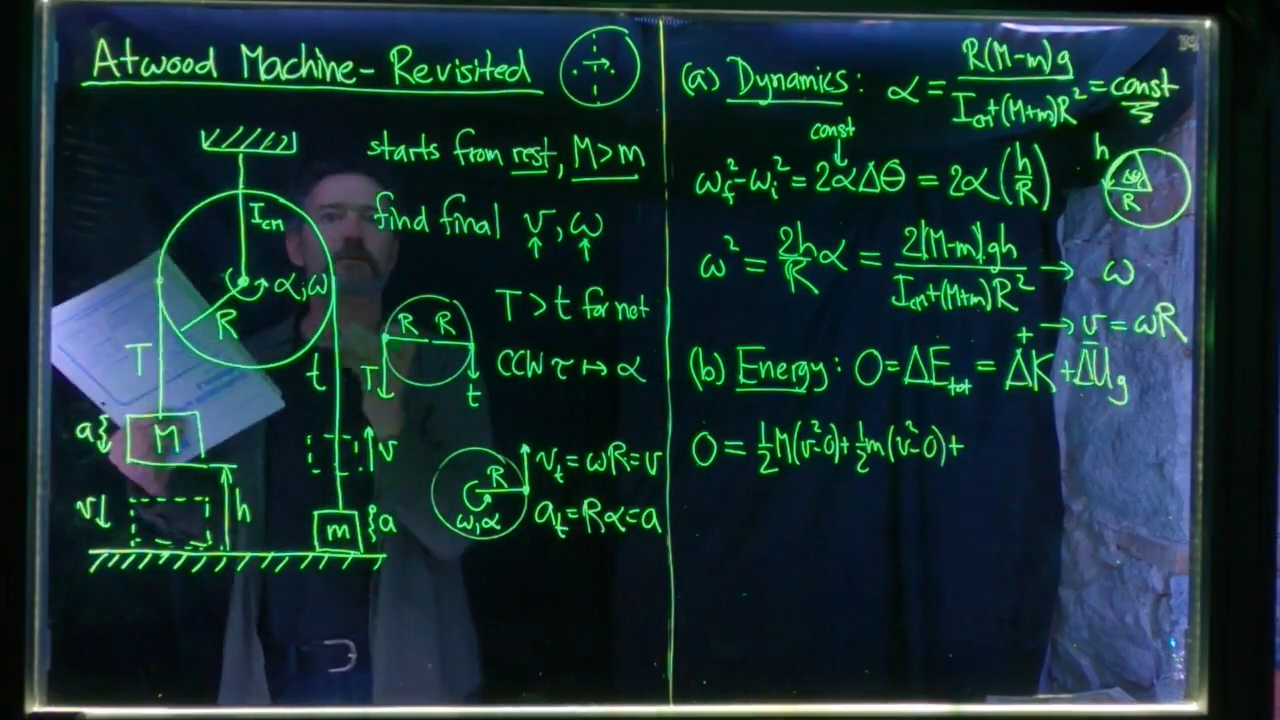 Atwood Machine - Revisited
starts from rest, M > m
find final v, ω
I_cm
α, ω
R
T
t
T > t for net
CCW τ ↦ α
R R
T
t
a
M
v
h
v
m
a
R
ω, α
v_t = ωR = v
a_t = Rα = a
(a) Dynamics: α = R(M-m)g / (I_cm + (M+m)R²) = const
const
ω_f² - ω_i² = 2αΔθ = 2α(h/R)
h
Δθ
R
ω² = (2h/R)α = 2(M-m)gh / (I_cm + (M+m)R²) → ω
→ v = ωR
+ -
(b) Energy: 0 = ΔE_tot = ΔK + ΔU_g
0 = ½M(v²-0) + ½m(v²-0) +